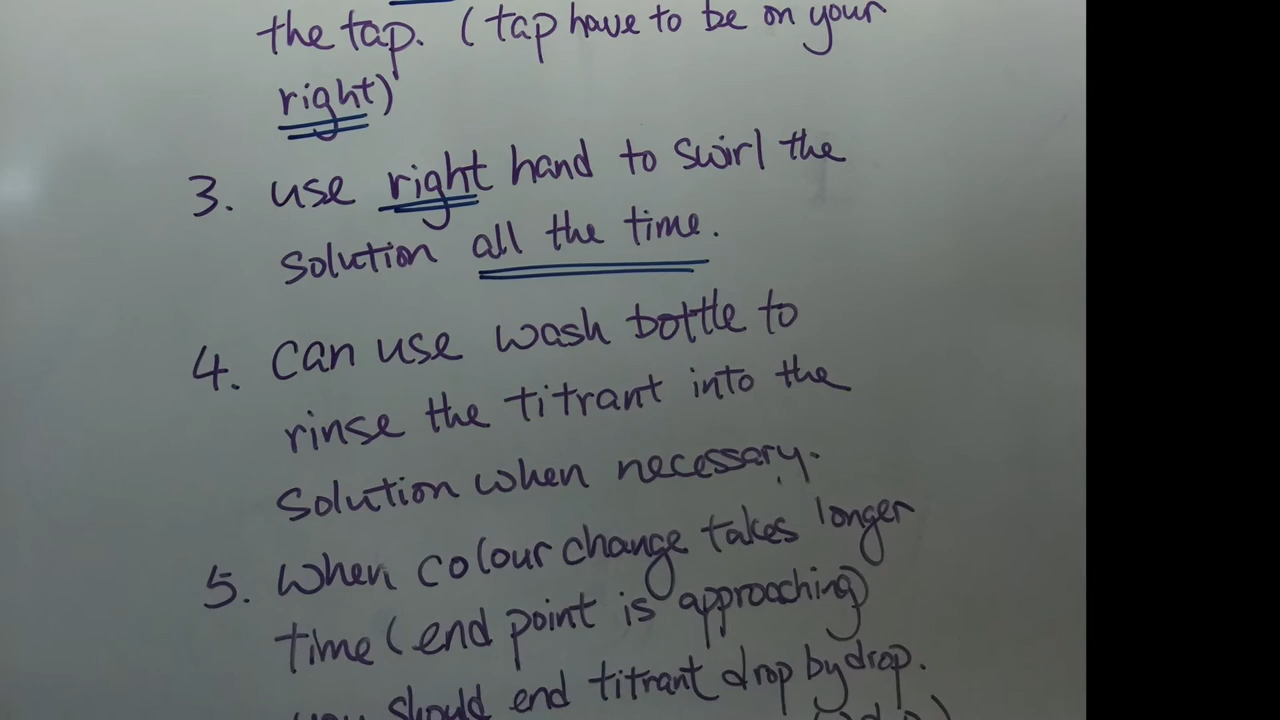 the tap. (tap have to be on your
right)
3. use right hand to swirl the
solution all the time.
4. can use wash bottle to
rinse the titrant into the
solution when necessary.
5. when colour change takes longer
time (end point is approaching)
you should end titrant drop by drop.